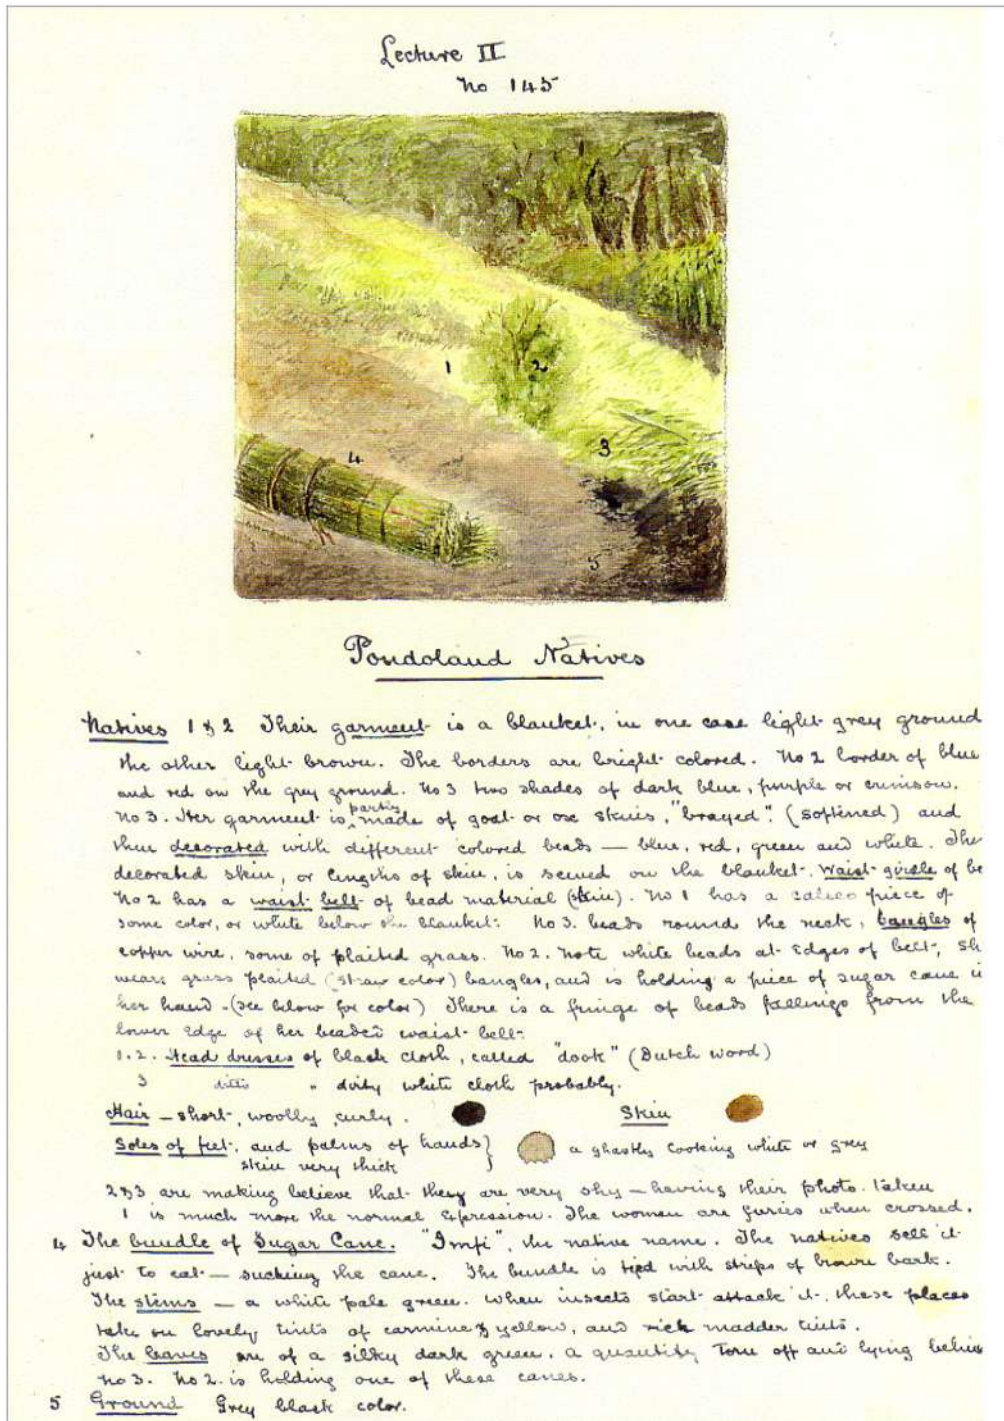 Lecture II
No 145
1
2
3
4
5
Pondoland Natives
Natives 1 & 2 Their garment is a blanket, in one case light grey ground
the other light brown. The borders are bright colored. No 2 border of blue
and red on the grey ground. No 3 two shades of dark blue, purple or crimson.
No 3. Her garment is partly made of goat or ox skins, "brayed", (softened) and
then decorated with different colored beads — blue, red, green and white. The
decorated skin, or lengths of skin, is sewed on the blanket. Waist girdle of be
No 2 has a waist belt of bead material (skin). No 1 has a calico piece of
some color, or white below the blanket. No 3. beads round the neck, bangles of
copper wire, some of plaited grass. No 2. Note white beads at edges of belt, sh
wears grass plaited (straw color) bangles, and is holding a piece of sugar cane i
her hand - (see below for color) There is a fringe of beads fallings from the
lower edge of her beaded waist-belt.
1. 2. Head dresses of black cloth, called "dook" (Dutch word)
3 ditto " dirty white cloth probably.
Hair — short, woolly, curly. Skin
Soles of feet, and palms of hands } a ghastly looking white or grey
skin very thick
2 & 3 are making believe that they are very shy — having their photo. taken
1 is much more the normal expression. The women are furies when crossed.
4 The bundle of Sugar Cane. "Imfi", the native name. The natives sell it
just to eat — sucking the cane. The bundle is tied with strips of brown bark.
The stems — a white pale green. When insects start attack it, these places
take on lovely tints of carmine & yellow, and rich madder tints.
The leaves are of a silky dark green. A quantity torn off and lying behin
No 3. No 2. is holding one of these canes.
5 Ground Grey black color.